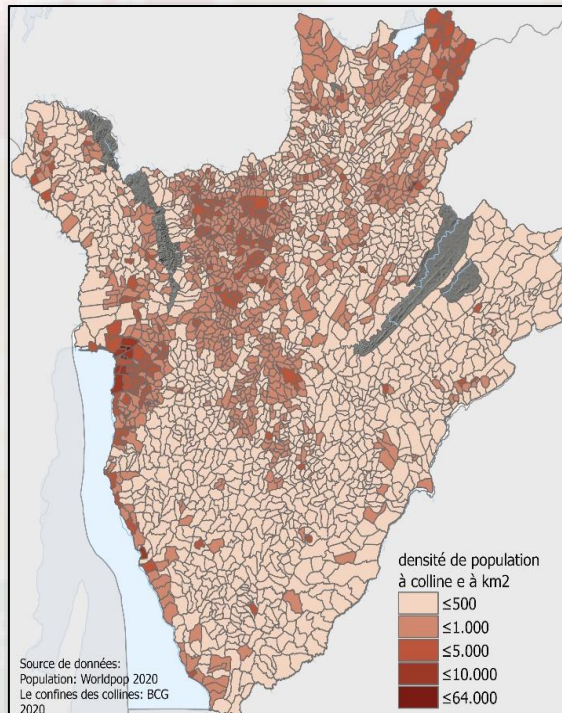 densité de population
à colline e à km2
≤500
≤1.000
≤5.000
≤10.000
≤64.000
Source de données:
Population: Worldpop 2020
Le confines des collines: BCG
2020